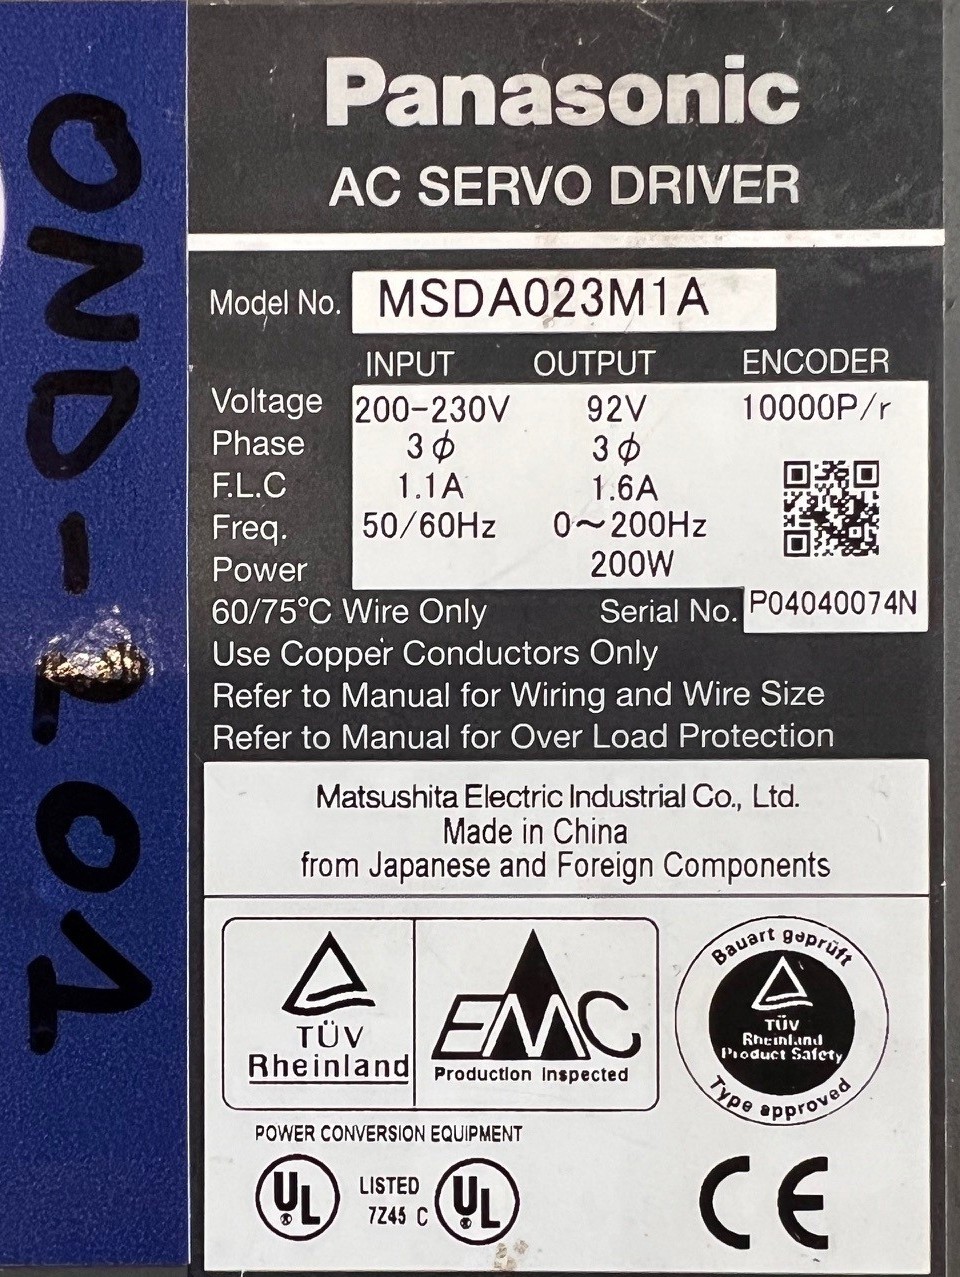 Panasonic
AC SERVO DRIVER
Model No. MSDA023M1A
INPUT OUTPUT ENCODER
Voltage 200-230V 92V 10000P/r
Phase 3ϕ 3ϕ
F.L.C 1.1A 1.6A
Freq. 50/60Hz 0～200Hz
Power 200W
60/75°C Wire Only Serial No. P04040074N
Use Copper Conductors Only
Refer to Manual for Wiring and Wire Size
Refer to Manual for Over Load Protection
Matsushita Electric Industrial Co., Ltd.
Made in China
from Japanese and Foreign Components
TÜV
Rheinland
EMC
Production Inspected
Bauart geprüft
TÜV
Rheinland
Product Safety
Type approved
POWER CONVERSION EQUIPMENT
UL LISTED UL
7Z45 C
CE